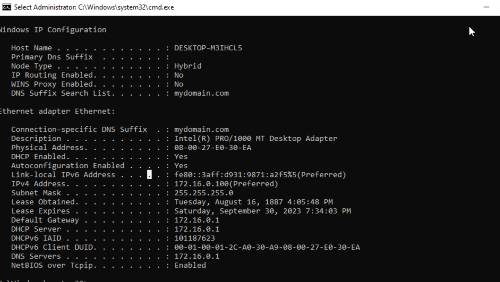 Select Administrator: C:\Windows\system32\cmd.exe
Windows IP Configuration
Host Name . . . . . . . . . . . . : DESKTOP-M3IHCL5
Primary Dns Suffix  . . . . . . . :
Node Type . . . . . . . . . . . . : Hybrid
IP Routing Enabled. . . . . . . . : No
WINS Proxy Enabled. . . . . . . . : No
DNS Suffix Search List. . . . . . : mydomain.com
Ethernet adapter Ethernet:
Connection-specific DNS Suffix  . : mydomain.com
Description . . . . . . . . . . . : Intel(R) PRO/1000 MT Desktop Adapter
Physical Address. . . . . . . . . : 08-00-27-E0-30-EA
DHCP Enabled. . . . . . . . . . . : Yes
Autoconfiguration Enabled . . . . : Yes
Link-local IPv6 Address . . . . . : fe80::3aff:d931:9871:a2f5%5(Preferred)
IPv4 Address. . . . . . . . . . . : 172.16.0.100(Preferred)
Subnet Mask . . . . . . . . . . . : 255.255.255.0
Lease Obtained. . . . . . . . . . : Tuesday, August 16, 1887 4:05:48 PM
Lease Expires . . . . . . . . . . : Saturday, September 30, 2023 7:34:03 PM
Default Gateway . . . . . . . . . : 172.16.0.1
DHCP Server . . . . . . . . . . . : 172.16.0.1
DHCPv6 IAID . . . . . . . . . . . : 101187623
DHCPv6 Client DUID. . . . . . . . : 00-01-00-01-2C-A0-30-A9-08-00-27-E0-30-EA
DNS Servers . . . . . . . . . . . : 172.16.0.1
NetBIOS over Tcpip. . . . . . . . : Enabled